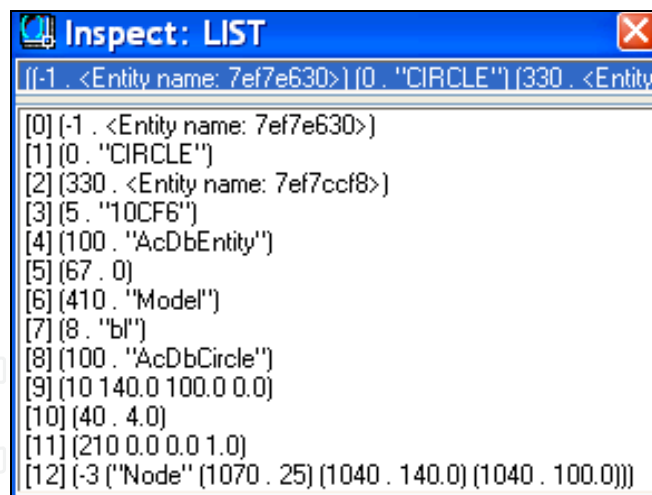 Inspect: LIST
((-1 . <Entity name: 7ef7e630>) (0 . "CIRCLE") (330 . <Entity
[0] (-1 . <Entity name: 7ef7e630>)
[1] (0 . "CIRCLE")
[2] (330 . <Entity name: 7ef7ccf8>)
[3] (5 . "10CF6")
[4] (100 . "AcDbEntity")
[5] (67 . 0)
[6] (410 . "Model")
[7] (8 . "bl")
[8] (100 . "AcDbCircle")
[9] (10 140.0 100.0 0.0)
[10] (40 . 4.0)
[11] (210 0.0 0.0 1.0)
[12] (-3 ("Node" (1070 . 25) (1040 . 140.0) (1040 . 100.0)))